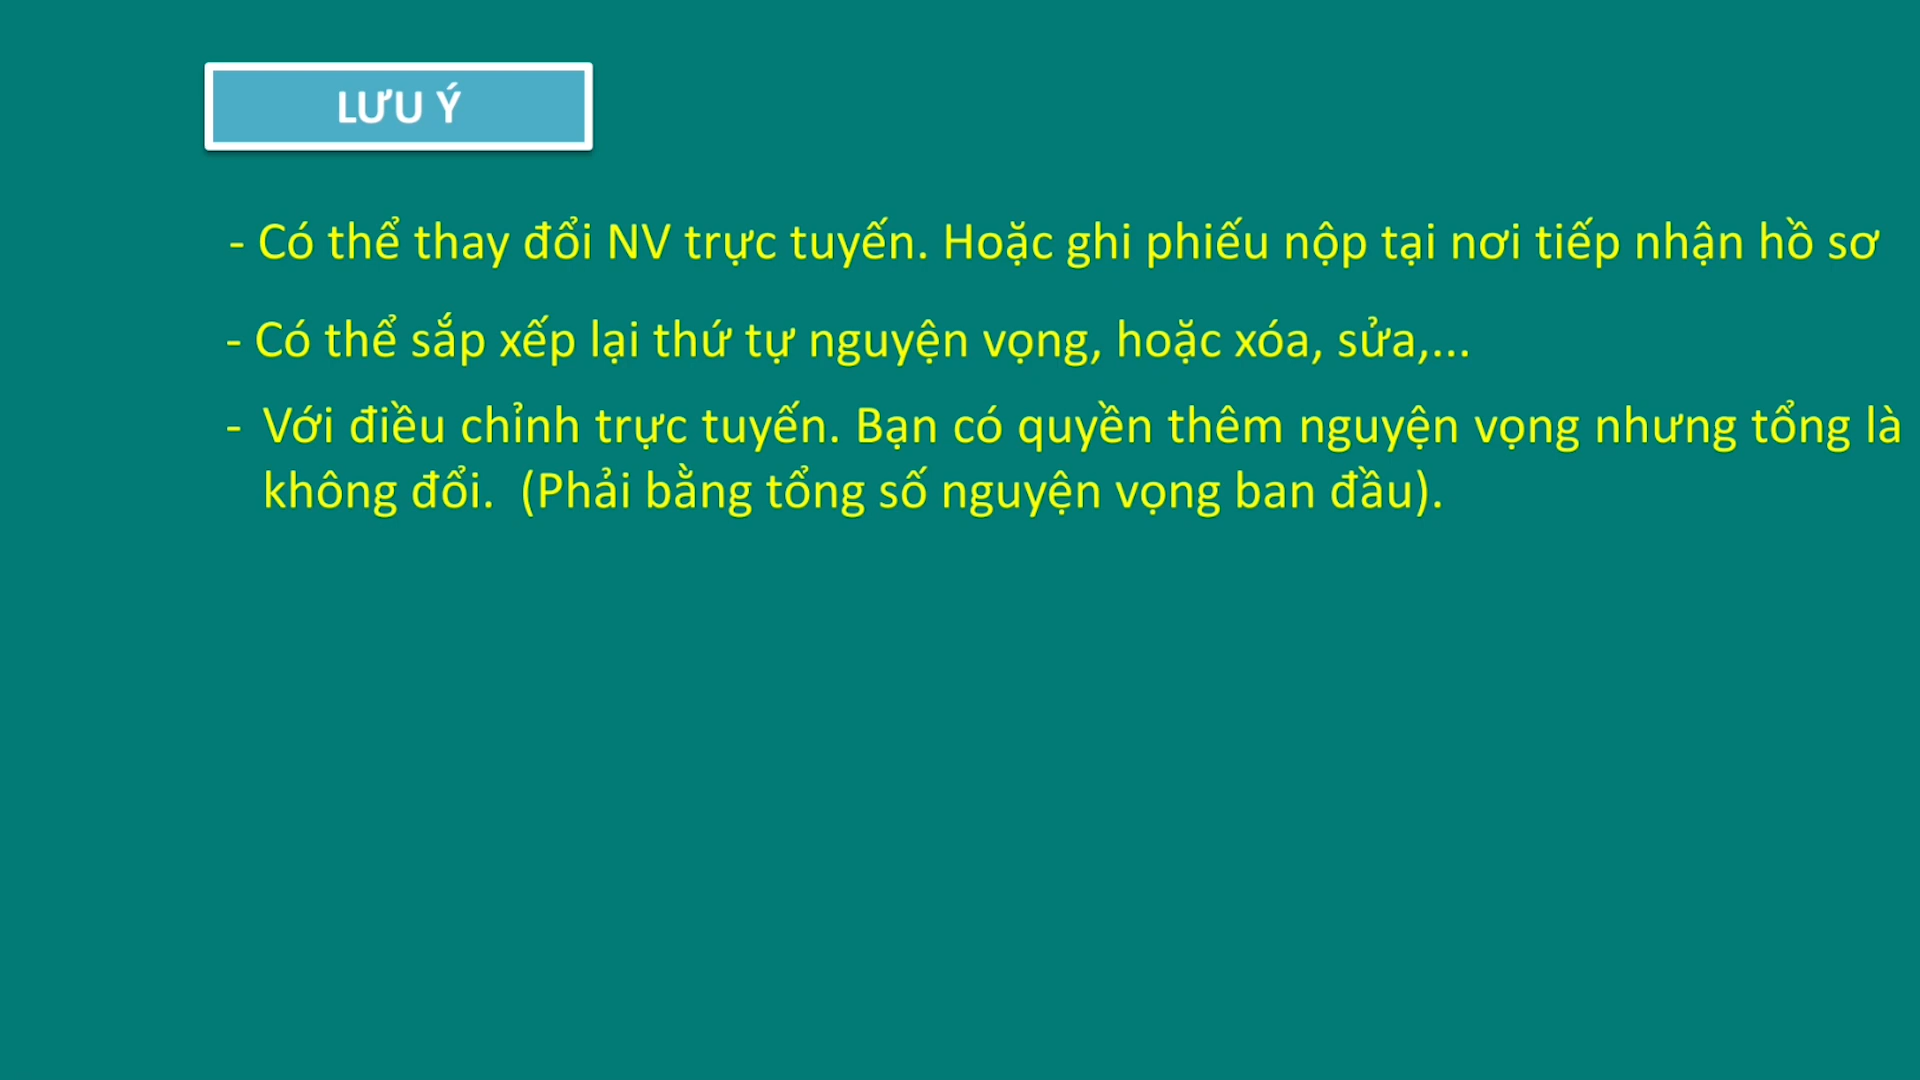 LƯU Ý
- Có thể thay đổi NV trực tuyến. Hoặc ghi phiếu nộp tại nơi tiếp nhận hồ sơ
- Có thể sắp xếp lại thứ tự nguyện vọng, hoặc xóa, sửa,...
- Với điều chỉnh trực tuyến. Bạn có quyền thêm nguyện vọng nhưng tổng là
không đổi. (Phải bằng tổng số nguyện vọng ban đầu).